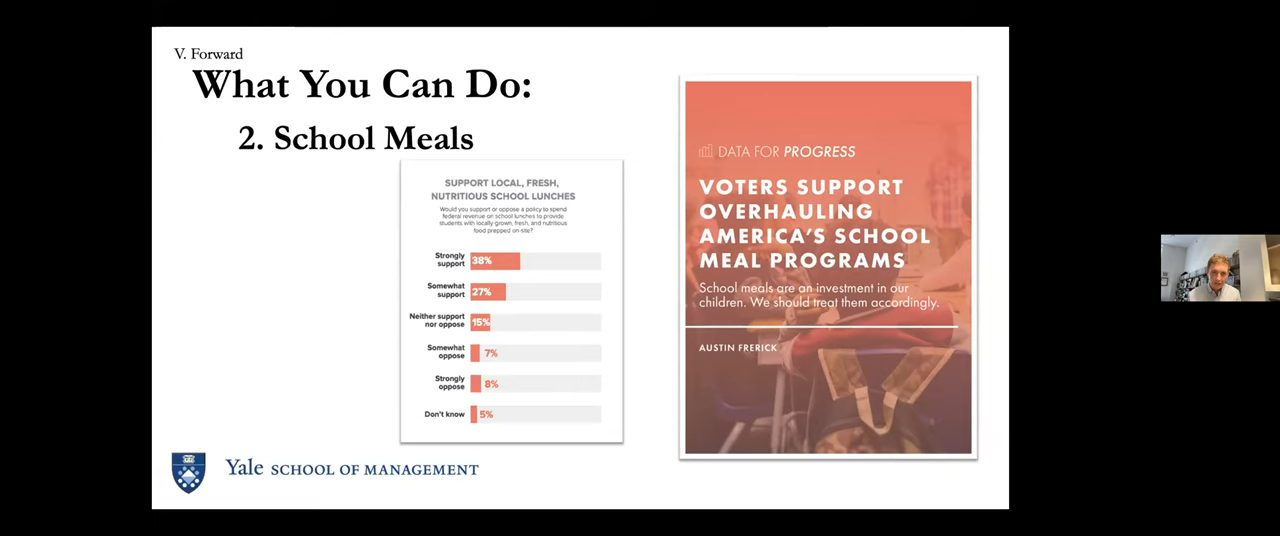 V. Forward
What You Can Do:
2. School Meals
SUPPORT LOCAL, FRESH,
NUTRITIOUS SCHOOL LUNCHES
Would you support or oppose a policy to spend
federal revenue on school lunches to provide
students with locally grown, fresh, and nutritious
food prepped on-site?
Strongly
support
38%
Somewhat
support
27%
Neither support
nor oppose
15%
Somewhat
oppose
7%
Strongly
oppose
8%
Don't know
5%
DATA FOR PROGRESS
VOTERS SUPPORT
OVERHAULING
AMERICA'S SCHOOL
MEAL PROGRAMS
School meals are an investment in our
children. We should treat them accordingly.
AUSTIN FRERICK
Yale SCHOOL OF MANAGEMENT